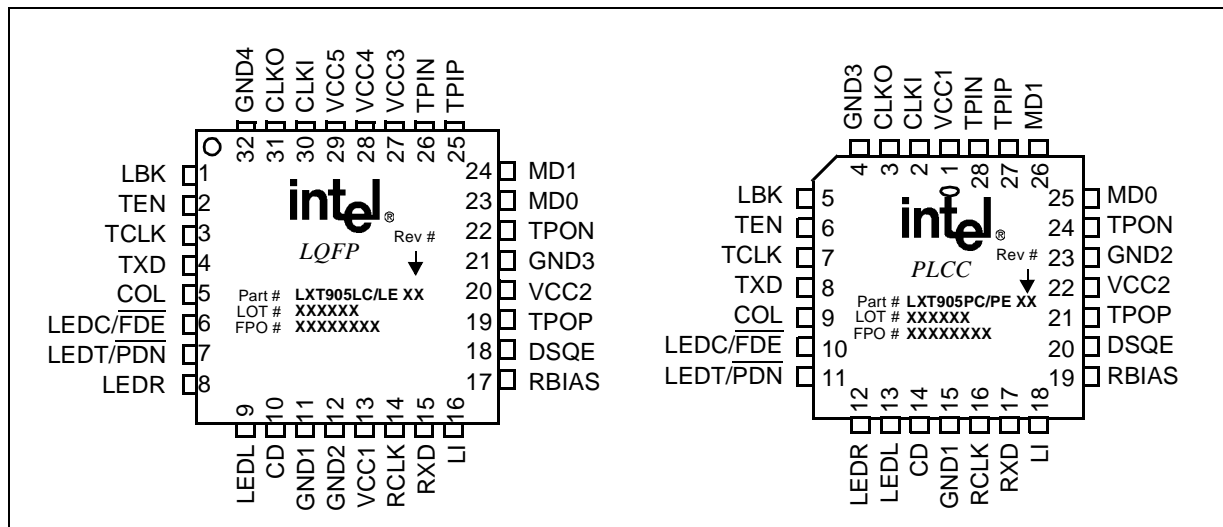 GND4
CLKO
CLKI
VCC5
VCC4
VCC3
TPIN
TPIP
32
31
30
29
28
27
26
25
LBK 1
TEN 2
TCLK 3
TXD 4
COL 5
LEDC/FDE 6
LEDT/PDN 7
LEDR 8
intel®
LQFP
Rev #
Part # LXT905LC/LE XX
LOT # XXXXXX
FPO # XXXXXXXX
24 MD1
23 MD0
22 TPON
21 GND3
20 VCC2
19 TPOP
18 DSQE
17 RBIAS
9
10
11
12
13
14
15
16
LEDL
CD
GND1
GND2
VCC1
RCLK
RXD
LI
GND3
CLKO
CLKI
VCC1
TPIN
TPIP
MD1
4
3
2
1
28
27
26
LBK 5
TEN 6
TCLK 7
TXD 8
COL 9
LEDC/FDE 10
LEDT/PDN 11
intel®
PLCC
Rev #
Part # LXT905PC/PE XX
LOT # XXXXXX
FPO # XXXXXXXX
25 MD0
24 TPON
23 GND2
22 VCC2
21 TPOP
20 DSQE
19 RBIAS
12
13
14
15
16
17
18
LEDR
LEDL
CD
GND1
RCLK
RXD
LI